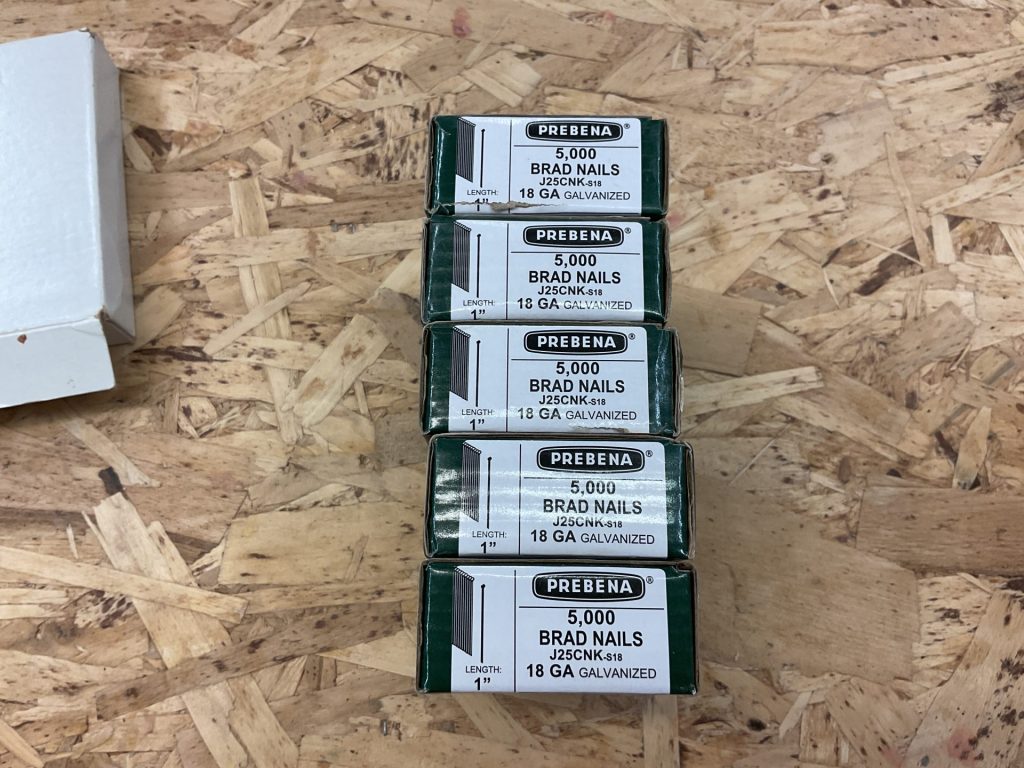 PREBENA®
5,000
BRAD NAILS
J25CNK-S18
LENGTH:
18 GA GALVANIZED
1"
PREBENA®
5,000
BRAD NAILS
J25CNK-S18
LENGTH:
18 GA GALVANIZED
1"
PREBENA®
5,000
BRAD NAILS
J25CNK-S18
LENGTH:
18 GA GALVANIZED
1"
PREBENA®
5,000
BRAD NAILS
J25CNK-S18
LENGTH:
18 GA GALVANIZED
1"
PREBENA®
5,000
BRAD NAILS
J25CNK-S18
LENGTH:
18 GA GALVANIZED
1"